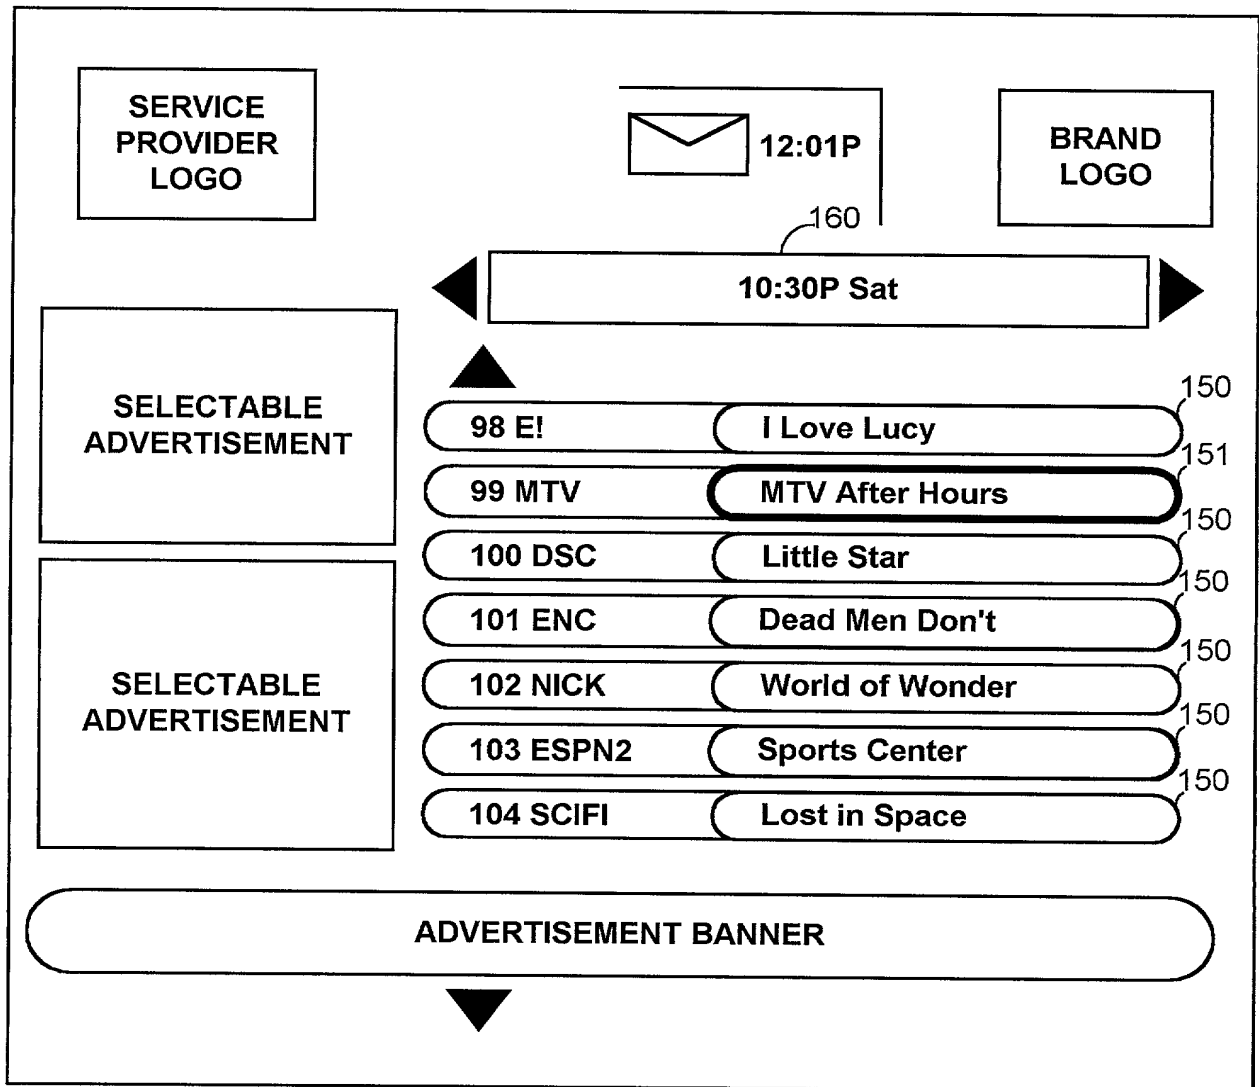 SERVICE
PROVIDER
LOGO
12:01P
BRAND
LOGO
160
10:30P Sat
SELECTABLE
ADVERTISEMENT
150
98 E! I Love Lucy
151
99 MTV MTV After Hours
150
100 DSC Little Star
150
101 ENC Dead Men Don't
150
102 NICK World of Wonder
150
103 ESPN2 Sports Center
150
104 SCIFI Lost in Space
SELECTABLE
ADVERTISEMENT
ADVERTISEMENT BANNER